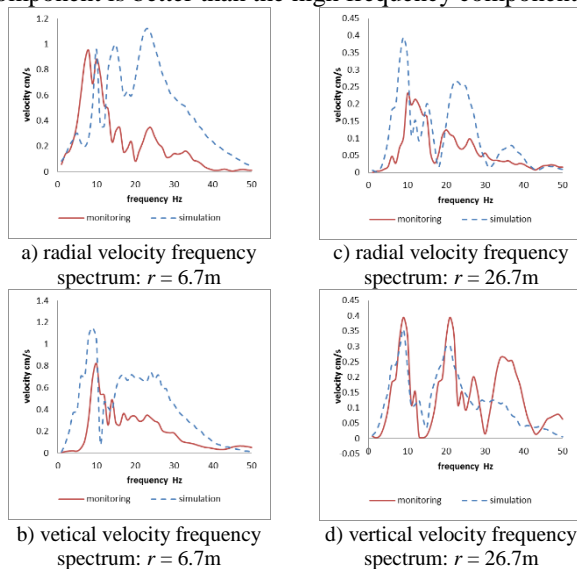 omponent is better than the high frequency component
1.2
1
0.8
0.6
0.4
0.2
0
velocity cm/s
0 10 20 30 40 50
frequency Hz
monitoring simulation
a) radial velocity frequency
spectrum: r = 6.7m
0.45
0.4
0.35
0.3
0.25
0.2
0.15
0.1
0.05
0
velocity cm/s
0 10 20 30 40 50
frequency Hz
monitoring simulation
c) radial velocity frequency
spectrum: r = 26.7m
1.4
1.2
1
0.8
0.6
0.4
0.2
0
velocity cm/s
0 10 20 30 40 50
frequency Hz
monitoring simulation
b) vetical velocity frequency
spectrum: r = 6.7m
0.45
0.4
0.35
0.3
0.25
0.2
0.15
0.1
0.05
0
-0.05
velocity cm/s
0 10 20 30 40 50
frequency Hz
monitoring simulation
d) vertical velocity frequency
spectrum: r = 26.7m